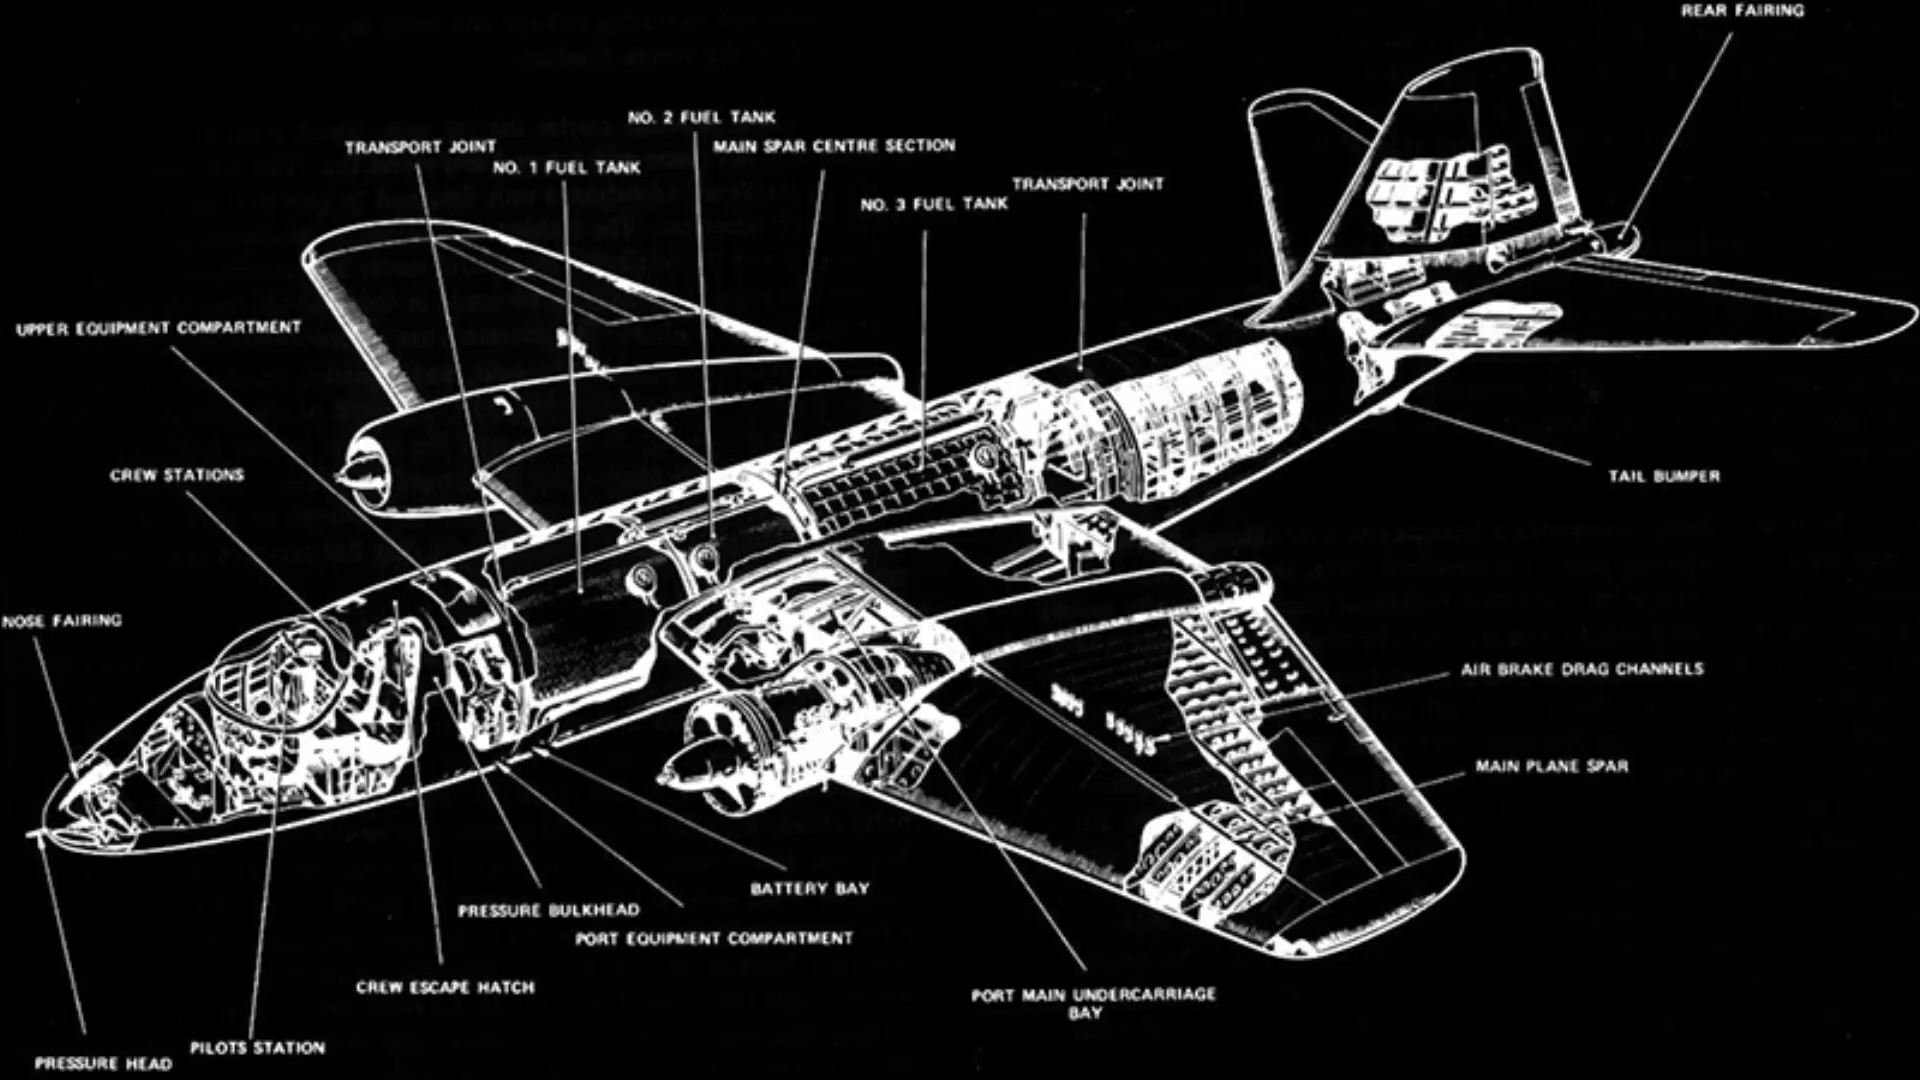 REAR FAIRING
NO. 2 FUEL TANK
TRANSPORT JOINT
MAIN SPAR CENTRE SECTION
NO. 1 FUEL TANK
TRANSPORT JOINT
NO. 3 FUEL TANK
UPPER EQUIPMENT COMPARTMENT
CREW STATIONS
TAIL BUMPER
NOSE FAIRING
AIR BRAKE DRAG CHANNELS
MAIN PLANE SPAR
BATTERY BAY
PRESSURE BULKHEAD
PORT EQUIPMENT COMPARTMENT
CREW ESCAPE HATCH
PORT MAIN UNDERCARRIAGE
BAY
PILOTS STATION
PRESSURE HEAD